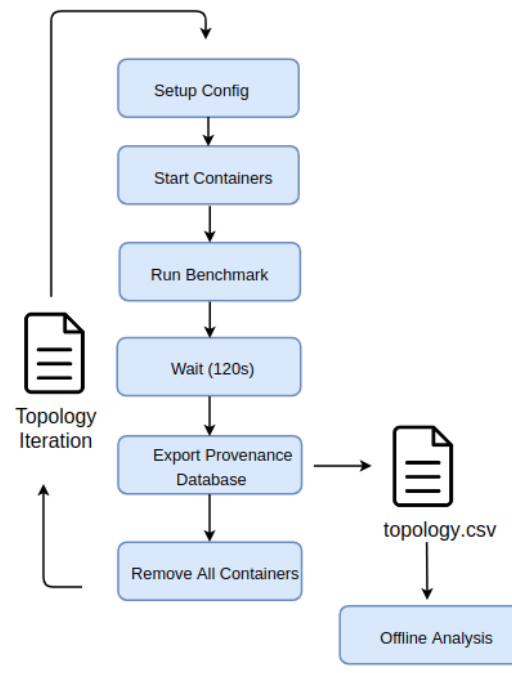 Setup Config
Start Containers
Run Benchmark
Wait (120s)
Topology
Iteration
Export Provenance
Database
topology.csv
Remove All Containers
Offline Analysis